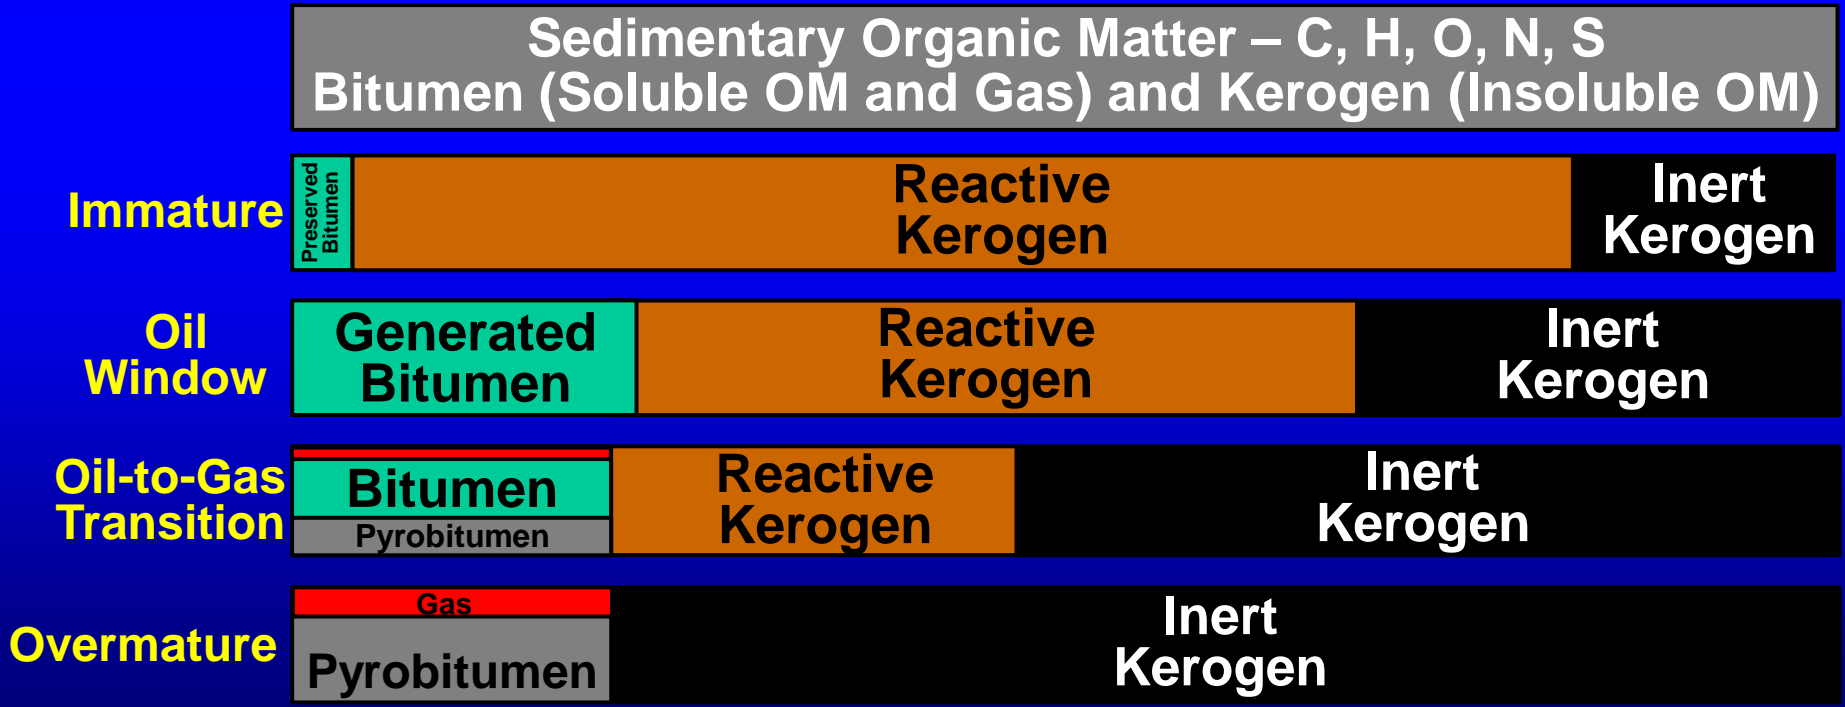 Sedimentary Organic Matter – C, H, O, N, S
Bitumen (Soluble OM and Gas) and Kerogen (Insoluble OM)
Immature
Preserved
Bitumen
Reactive
Kerogen
Inert
Kerogen
Oil
Window
Generated
Bitumen
Reactive
Kerogen
Inert
Kerogen
Oil-to-Gas
Transition
Bitumen
Pyrobitumen
Reactive
Kerogen
Inert
Kerogen
Overmature
Gas
Pyrobitumen
Inert
Kerogen